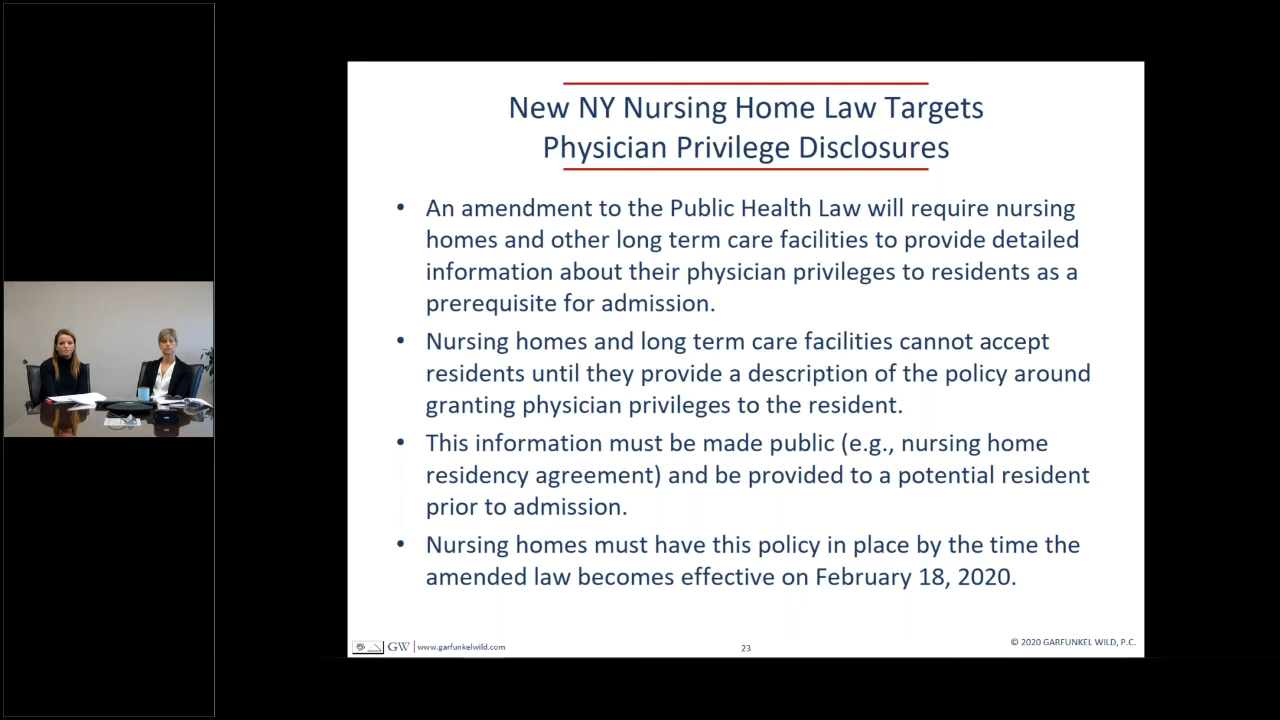 New NY Nursing Home Law Targets
Physician Privilege Disclosures
• An amendment to the Public Health Law will require nursing
homes and other long term care facilities to provide detailed
information about their physician privileges to residents as a
prerequisite for admission.
• Nursing homes and long term care facilities cannot accept
residents until they provide a description of the policy around
granting physician privileges to the resident.
• This information must be made public (e.g., nursing home
residency agreement) and be provided to a potential resident
prior to admission.
• Nursing homes must have this policy in place by the time the
amended law becomes effective on February 18, 2020.
GW | www.garfunkelwild.com
23
© 2020 GARFUNKEL WILD, P.C.